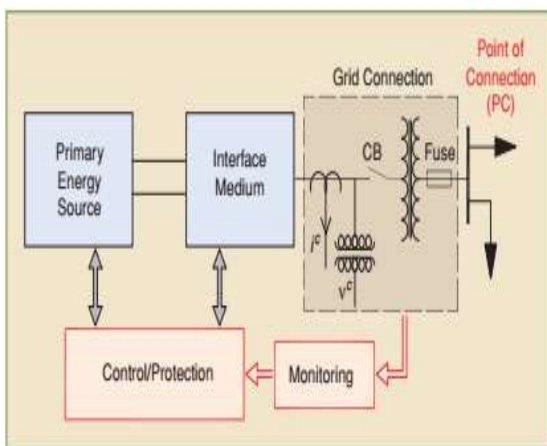 Point of
Connection
(PC)
Grid Connection
Primary
Energy
Source
Interface
Medium
CB
Fuse
i^c
v^c
Control/Protection
Monitoring